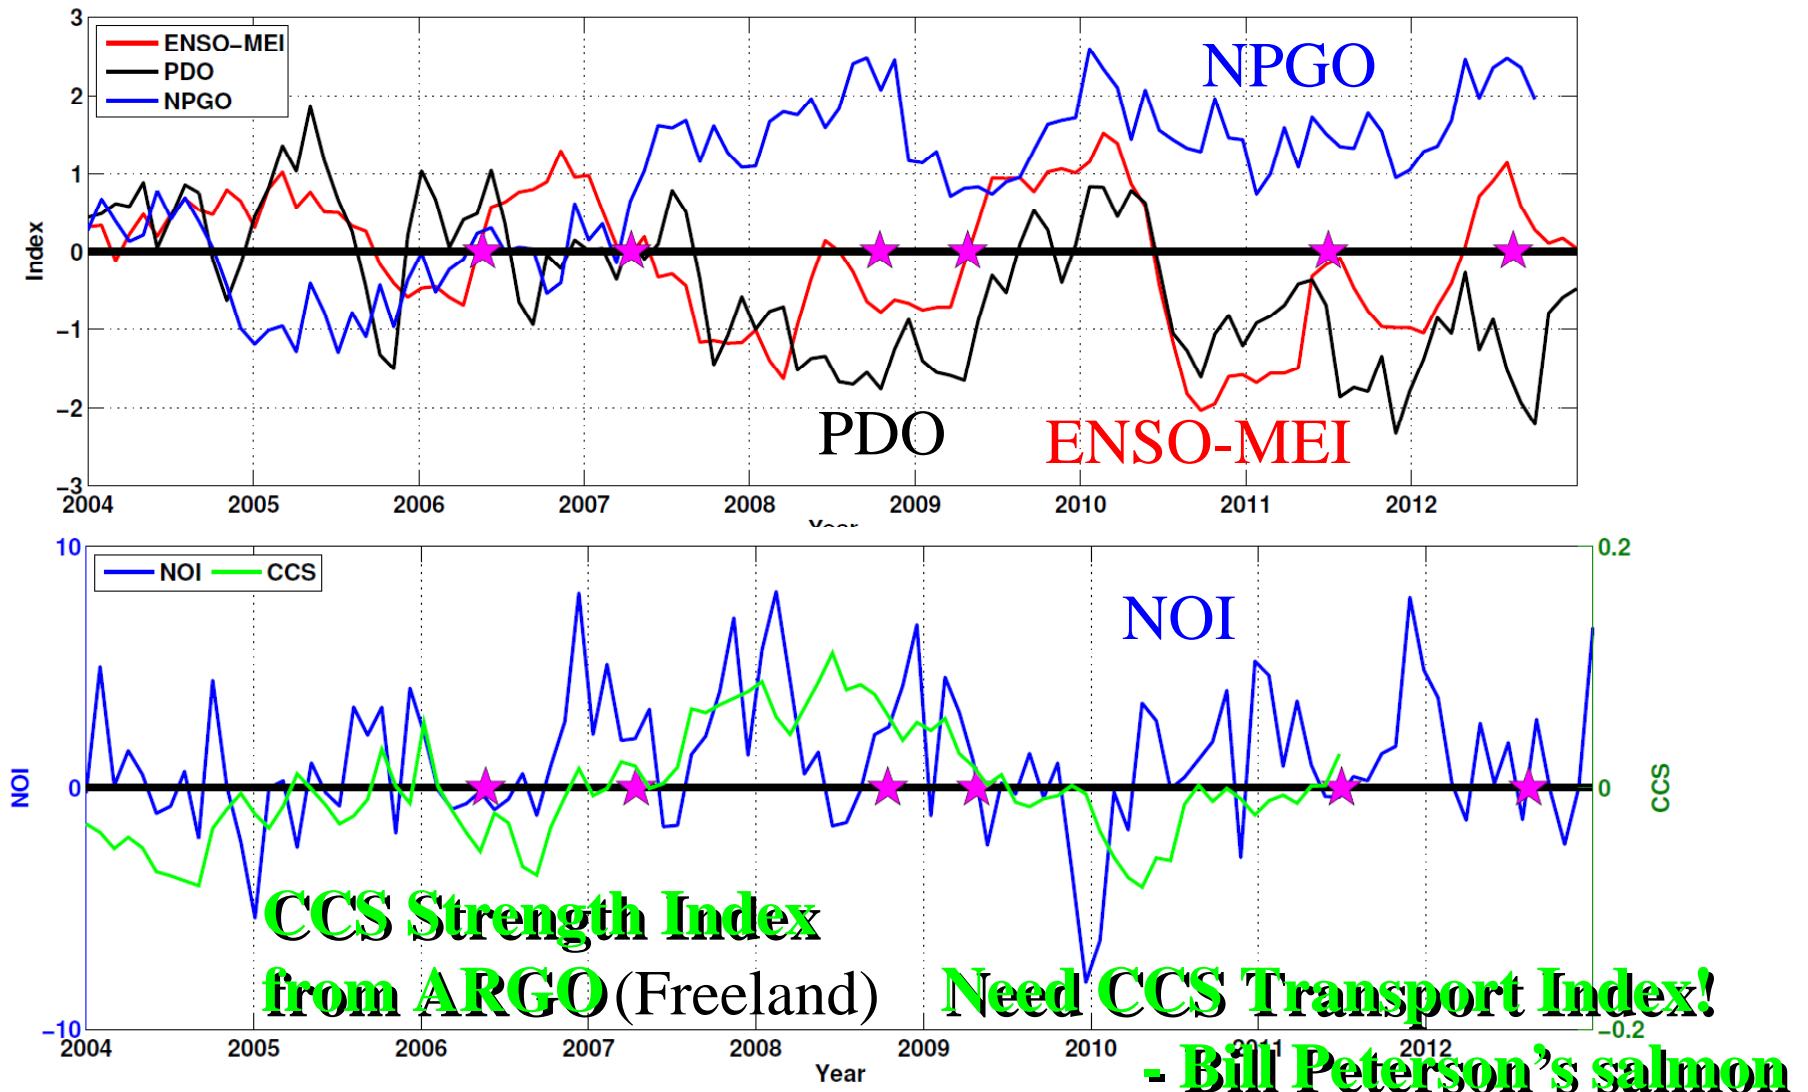 3
ENSO-MEI
PDO
NPGO
NPGO
2
1
0
-1
-2
-3
Index
PDO
ENSO-MEI
2004 2005 2006 2007 2008 2009 2010 2011 2012
Year
10
0.2
NOI CCS
NOI
0
0
NOI
CCS
CCS Strength Index
from ARGO (Freeland)
Need CCS Transport Index!
-10
-0.2
2004 2005 2006 2007 2008 2009 2010 2011 2012
Year
- Bill Peterson's salmon